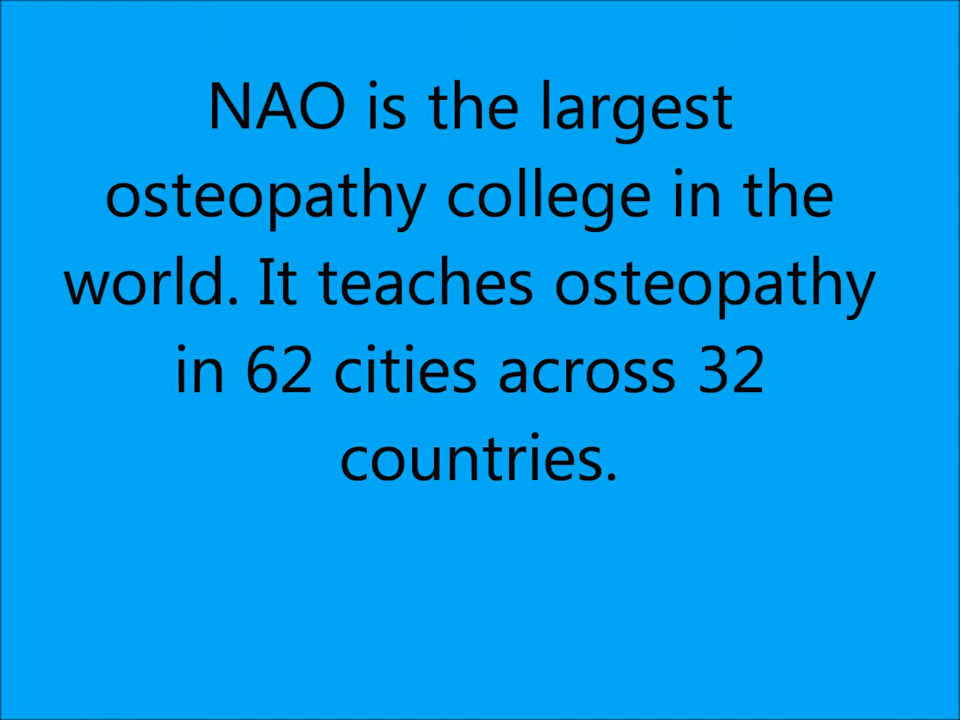 NAO is the largest
osteopathy college in the
world. It teaches osteopathy
in 62 cities across 32
countries.